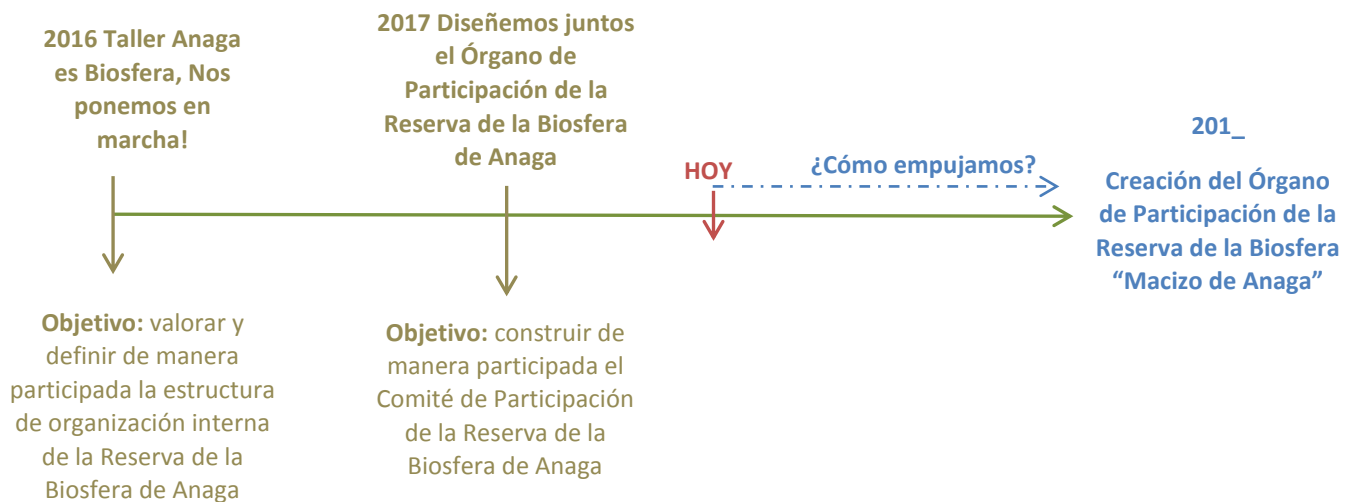 2016 Taller Anaga
es Biosfera, Nos
ponemos en
marcha!
2017 Diseñemos juntos
el Órgano de
Participación de la
Reserva de la Biosfera
de Anaga
HOY
¿Cómo empujamos?
201_
Creación del Órgano
de Participación de la
Reserva de la Biosfera
“Macizo de Anaga”
Objetivo: valorar y
definir de manera
participada la estructura
de organización interna
de la Reserva de la
Biosfera de Anaga
Objetivo: construir de
manera participada el
Comité de Participación
de la Reserva de la
Biosfera de Anaga